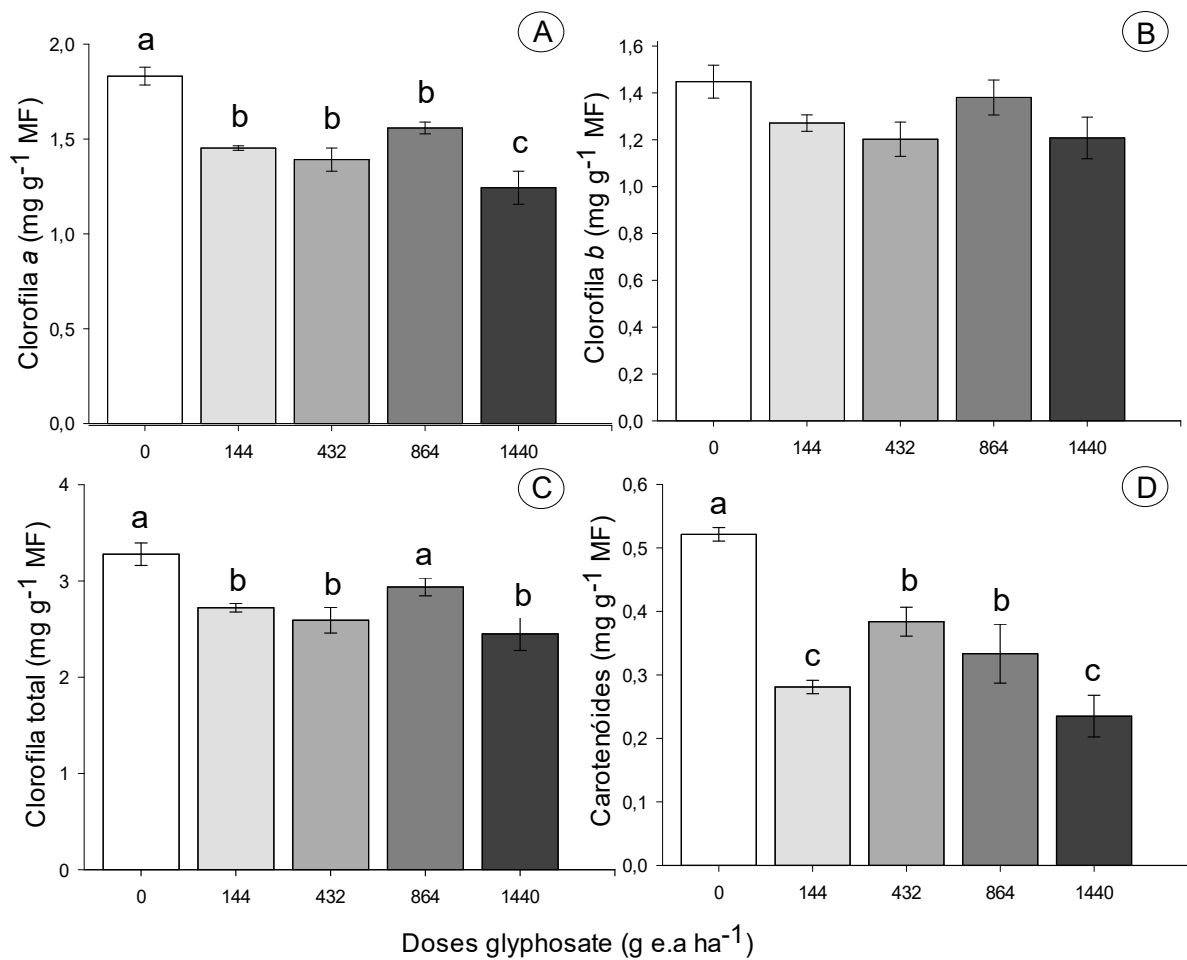 A
Clorofila a (mg g-1 MF)
2,0
1,5
1,0
0,5
0,0
a
b
b
b
c
0 144 432 864 1440
B
Clorofila b (mg g-1 MF)
1,6
1,4
1,2
1,0
0,8
0,6
0,4
0,2
0,0
0 144 432 864 1440
C
Clorofila total (mg g-1 MF)
4
3
2
1
0
a
b
b
a
b
0 144 432 864 1440
D
Carotenóides (mg g-1 MF)
0,6
0,5
0,4
0,3
0,2
0,1
0,0
a
c
b
b
c
0 144 432 864 1440
Doses glyphosate (g e.a ha-1)